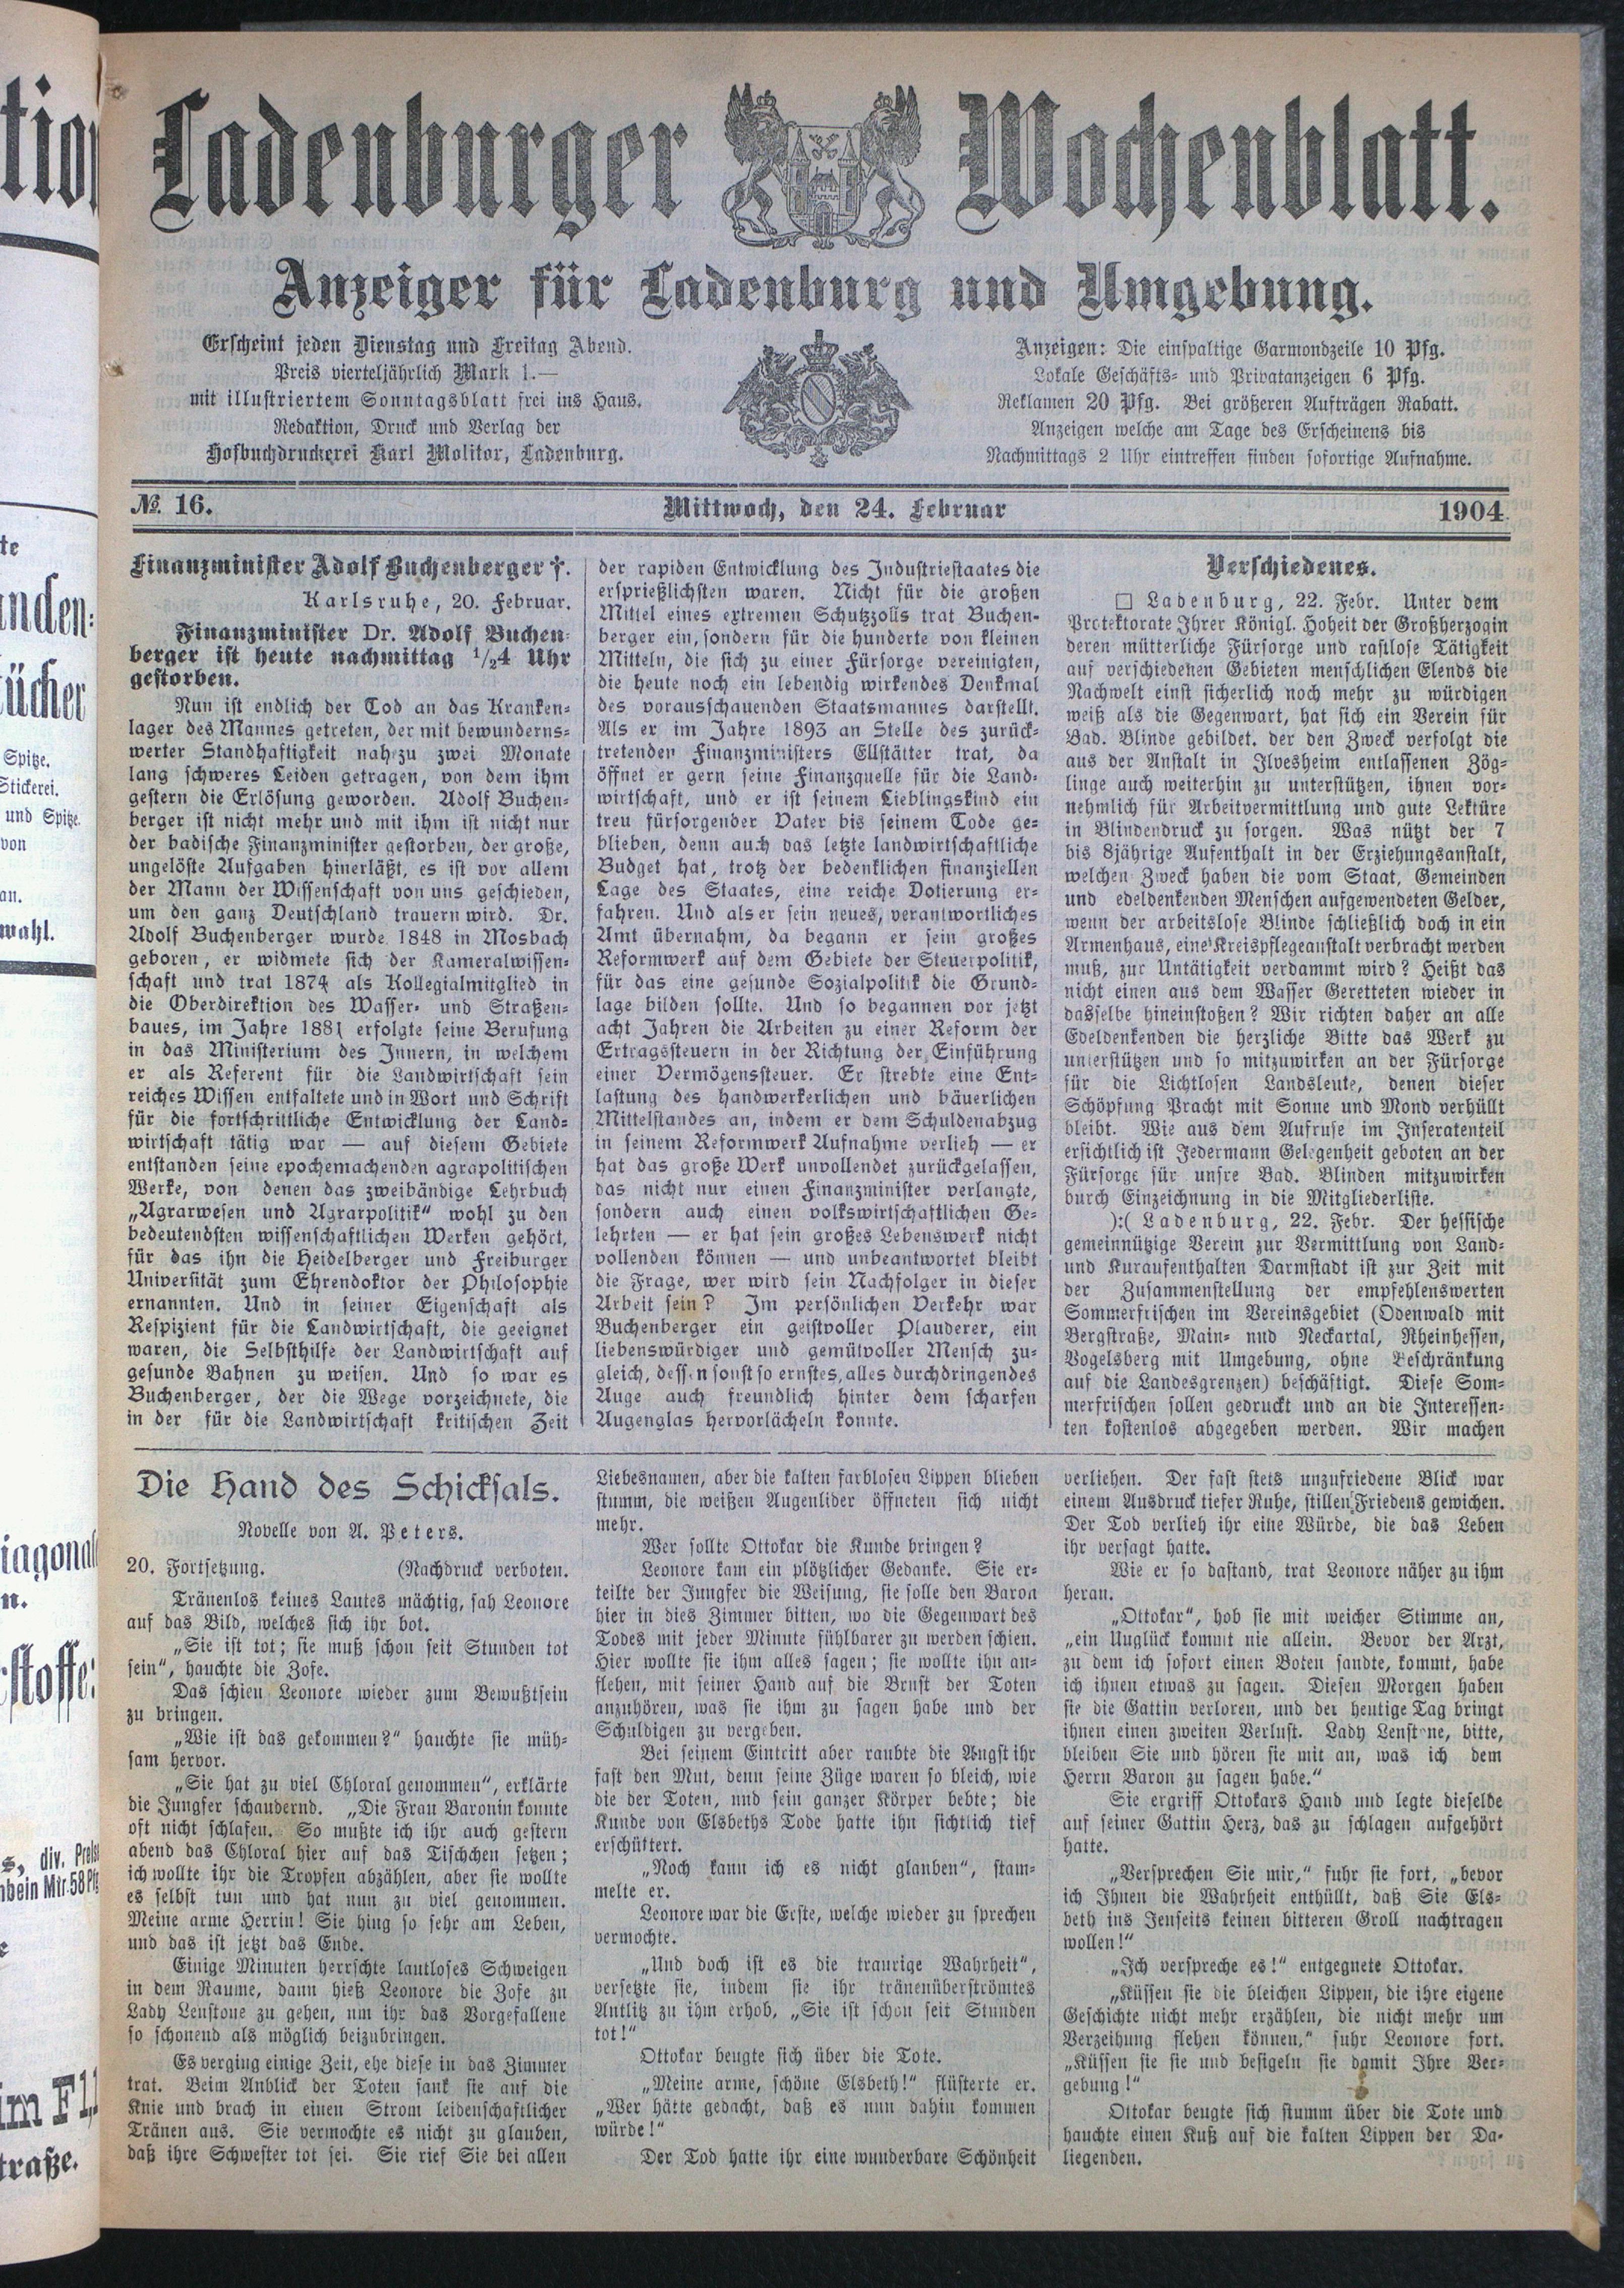 Ladenburger Wochenblatt.
Anzeiger für Ladenburg und Umgebung.
Erscheint jeden Dienstag und Freitag Abend.
Preis vierteljährlich Mark 1.—
mit illustriertem Sonntagsblatt frei ins Haus.
Redaktion, Druck und Verlag der
Hofbuchdruckerei Karl Molitor, Ladenburg.
Anzeigen: Die einspaltige Garmondzeile 10 Pfg.
Lokale Geschäfts- und Privatanzeigen 6 Pfg.
Reklamen 20 Pfg. Bei größeren Aufträgen Rabatt.
Anzeigen welche am Tage des Erscheinens bis
Nachmittags 2 Uhr eintreffen finden sofortige Aufnahme.
№ 16. Mittwoch, den 24. Februar 1904.
Finanzminister Adolf Buchenberger †.
Karlsruhe, 20. Februar.
Finanzminister Dr. Adolf Buchen-
berger ist heute nachmittag 1/24 Uhr
gestorben.
Nun ist endlich der Tod an das Kranken-
lager des Mannes getreten, der mit bewunderns-
werter Standhaftigkeit nahzu zwei Monate
lang schweres Leiden getragen, von dem ihm
gestern die Erlösung geworden. Adolf Buchen-
berger ist nicht mehr und mit ihm ist nicht nur
der badische Finanzminister gestorben, der große,
ungelöste Aufgaben hinerläßt, es ist vor allem
der Mann der Wissenschaft von uns geschieden,
um den ganz Deutschland trauern wird. Dr.
Adolf Buchenberger wurde 1848 in Mosbach
geboren, er widmete sich der Kameralwissen-
schaft und trat 1874 als Kollegialmitglied in
die Oberdirektion des Wasser- und Straßen-
baues, im Jahre 1881 erfolgte seine Berufung
in das Ministerium des Innern, in welchem
er als Referent für die Landwirtschaft sein
reiches Wissen entfaltete und in Wort und Schrift
für die fortschrittliche Entwicklung der Land-
wirtschaft tätig war — auf diesem Gebiete
entstanden seine epochemachenden agrapolitischen
Werke, von denen das zweibändige Lehrbuch
„Agrarwesen und Agrarpolitik“ wohl zu den
bedeutendsten wissenschaftlichen Werken gehört,
für das ihn die Heidelberger und Freiburger
Universität zum Ehrendoktor der Philosophie
ernannten. Und in seiner Eigenschaft als
Respizient für die Landwirtschaft, die geeignet
waren, die Selbsthilfe der Landwirtschaft auf
gesunde Bahnen zu weisen. Und so war es
Buchenberger, der die Wege vorzeichnete, die
in der für die Landwirtschaft kritischen Zeit
der rapiden Entwicklung des Industriestaates die
ersprießlichsten waren. Nicht für die großen
Mittel eines extremen Schutzzolls trat Buchen-
berger ein, sondern für die hunderte von kleinen
Mitteln, die sich zu einer Fürsorge vereinigten,
die heute noch ein lebendig wirkendes Denkmal
des vorausschauenden Staatsmannes darstellt.
Als er im Jahre 1893 an Stelle des zurück-
tretenden Finanzministers Ellstätter trat, da
öffnet er gern seine Finanzquelle für die Land-
wirtschaft, und er ist seinem Lieblingskind ein
treu fürsorgender Vater bis seinem Tode ge-
blieben, denn auch das letzte landwirtschaftliche
Budget hat, trotz der bedenklichen finanziellen
Lage des Staates, eine reiche Dotierung er-
fahren. Und als er sein neues, verantwortliches
Amt übernahm, da begann er sein großes
Reformwerk auf dem Gebiete der Steuerpolitik,
für das eine gesunde Sozialpolitik die Grund-
lage bilden sollte. Und so begannen vor jetzt
acht Jahren die Arbeiten zu einer Reform der
Ertragssteuern in der Richtung der Einführung
einer Vermögenssteuer. Er strebte eine Ent-
lastung des handwerkerlichen und bäuerlichen
Mittelstandes an, indem er dem Schuldenabzug
in seinem Reformwerk Aufnahme verlieh — er
hat das große Werk unvollendet zurückgelassen,
das nicht nur einen Finanzminister verlangte,
sondern auch einen volkswirtschaftlichen Ge-
lehrten — er hat sein großes Lebenswerk nicht
vollenden können — und unbeantwortet bleibt
die Frage, wer wird sein Nachfolger in dieser
Arbeit sein? Im persönlichen Verkehr war
Buchenberger ein geistvoller Plauderer, ein
liebenswürdiger und gemütvoller Mensch zu-
gleich, dessen sonst so ernstes, alles durchdringendes
Auge auch freundlich hinter dem scharfen
Augenglas hervorlächeln konnte.
Verschiedenes.
□ Ladenburg, 22. Febr. Unter dem
Protektorate Ihrer Königl. Hoheit der Großherzogin
deren mütterliche Fürsorge und rastlose Tätigkeit
auf verschiedenen Gebieten menschlichen Elends die
Nachwelt einst sicherlich noch mehr zu würdigen
weiß als die Gegenwart, hat sich ein Verein für
Bad. Blinde gebildet. der den Zweck verfolgt die
aus der Anstalt in Ilvesheim entlassenen Zög-
linge auch weiterhin zu unterstützen, ihnen vor-
nehmlich für Arbeitvermittlung und gute Lektüre
in Blindendruck zu sorgen. Was nützt der 7
bis 8jährige Aufenthalt in der Erziehungsanstalt,
welchen Zweck haben die vom Staat, Gemeinden
und edeldenkenden Menschen aufgewendeten Gelder,
wenn der arbeitslose Blinde schließlich doch in ein
Armenhaus, eine Kreispflegeanstalt verbracht werden
muß, zur Untätigkeit verdammt wird? Heißt das
nicht einen aus dem Wasser Geretteten wieder in
dasselbe hineinstoßen? Wir richten daher an alle
Edeldenkenden die herzliche Bitte das Werk zu
unterstützen und so mitzuwirken an der Fürsorge
für die Lichtlosen Landsleute, denen dieser
Schöpfung Pracht mit Sonne und Mond verhüllt
bleibt. Wie aus dem Aufrufe im Inseratenteil
ersichtlich ist Jedermann Gelegenheit geboten an der
Fürsorge für unsre Bad. Blinden mitzuwirken
durch Einzeichnung in die Mitgliederliste.
):( Ladenburg, 22. Febr. Der hessische
gemeinnützige Verein zur Vermittlung von Land-
und Kuraufenthalten Darmstadt ist zur Zeit mit
der Zusammenstellung der empfehlenswerten
Sommerfrischen im Vereinsgebiet (Odenwald mit
Bergstraße, Main- nnd Neckartal, Rheinhessen,
Vogelsberg mit Umgebung, ohne Beschränkung
auf die Landesgrenzen) beschäftigt. Diese Som-
merfrischen sollen gedruckt und an die Interessen-
ten kostenlos abgegeben werden. Wir machen
Die Hand des Schicksals.
Novelle von A. Peters.
20. Fortsetzung. (Nachdruck verboten.
Tränenlos keines Lautes mächtig, sah Leonore
auf das Bild, welches sich ihr bot.
„Sie ist tot; sie muß schon seit Stunden tot
sein“, hauchte die Zofe.
Das schien Leonore wieder zum Bewußtsein
zu bringen.
„Wie ist das gekommen?“ hauchte sie müh-
sam hervor.
„Sie hat zu viel Chloral genommen“, erklärte
die Jungfer schaudernd. „Die Frau Baronin konnte
oft nicht schlafen. So mußte ich ihr auch gestern
abend das Chloral hier auf das Tischchen setzen;
ich wollte ihr die Tropfen abzählen, aber sie wollte
es selbst tun und hat nun zu viel genommen.
Meine arme Herrin! Sie hing so sehr am Leben,
und das ist jetzt das Ende.
Einige Minuten herrschte lautloses Schweigen
in dem Raume, dann hieß Leonore die Zofe zu
Lady Lenstone zu gehen, um ihr das Vorgefallene
so schonend als möglich beizubringen.
Es verging einige Zeit, ehe diese in das Zimmer
trat. Beim Anblick der Toten sank sie auf die
Knie und brach in einen Strom leidenschaftlicher
Tränen aus. Sie vermochte es nicht zu glauben,
daß ihre Schwester tot sei. Sie rief Sie bei allen
Liebesnamen, aber die kalten farblosen Lippen blieben
stumm, die weißen Augenlider öffneten sich nicht
mehr.
Wer sollte Ottokar die Kunde bringen?
Leonore kam ein plötzlicher Gedanke. Sie er-
teilte der Jungfer die Weisung, sie solle den Baron
hier in dies Zimmer bitten, wo die Gegenwart des
Todes mit jeder Minute fühlbarer zu werden schien.
Hier wollte sie ihm alles sagen; sie wollte ihn an-
flehen, mit seiner Hand auf die Brust der Toten
anzuhören, was sie ihm zu sagen habe und der
Schuldigen zu vergeben.
Bei seinem Eintritt aber raubte die Angst ihr
fast den Mut, denn seine Züge waren so bleich, wie
die der Toten, und sein ganzer Körper bebte; die
Kunde von Elsbeths Tode hatte ihn sichtlich tief
erschüttert.
„Noch kann ich es nicht glauben“, stam-
melte er.
Leonore war die Erste, welche wieder zu sprechen
vermochte.
„Und doch ist es die traurige Wahrheit“,
versetzte sie, indem sie ihr tränenüberströmtes
Antlitz zu ihm erhob, „Sie ist schon seit Stunden
tot!“
Ottokar beugte sich über die Tote.
„Meine arme, schöne Elsbeth!“ flüsterte er.
„Wer hätte gedacht, daß es nun dahin kommen
würde!“
Der Tod hatte ihr eine wunderbare Schönheit
verliehen. Der fast stets unzufriedene Blick war
einem Ausdruck tiefer Ruhe, stillen Friedens gewichen.
Der Tod verlieh ihr eine Würde, die das Leben
ihr versagt hatte.
Wie er so dastand, trat Leonore näher zu ihm
heran.
„Ottokar“, hob sie mit weicher Stimme an,
„ein Unglück kommt nie allein. Bevor der Arzt,
zu dem ich sofort einen Boten sandte, kommt, habe
ich ihnen etwas zu sagen. Diesen Morgen haben
sie die Gattin verloren, und der heutige Tag bringt
ihnen einen zweiten Verlust. Lady Lenstone, bitte,
bleiben Sie und hören sie mit an, was ich dem
Herrn Baron zu sagen habe.“
Sie ergriff Ottokars Hand und legte dieselbe
auf seiner Gattin Herz, das zu schlagen aufgehört
hatte.
„Versprechen Sie mir,“ fuhr sie fort, „bevor
ich Ihnen die Wahrheit enthüllt, daß Sie Els-
beth ins Jenseits keinen bitteren Groll nachtragen
wollen!“
„Ich verspreche es!“ entgegnete Ottokar.
„Küssen sie die bleichen Lippen, die ihre eigene
Geschichte nicht mehr erzählen, die nicht mehr um
Verzeihung flehen können,“ fuhr Leonore fort.
„Küssen sie sie und besigeln sie damit Ihre Ver-
gebung!“
Ottokar beugte sich stumm über die Tote und
hauchte einen Kuß auf die kalten Lippen der Da-
liegenden.